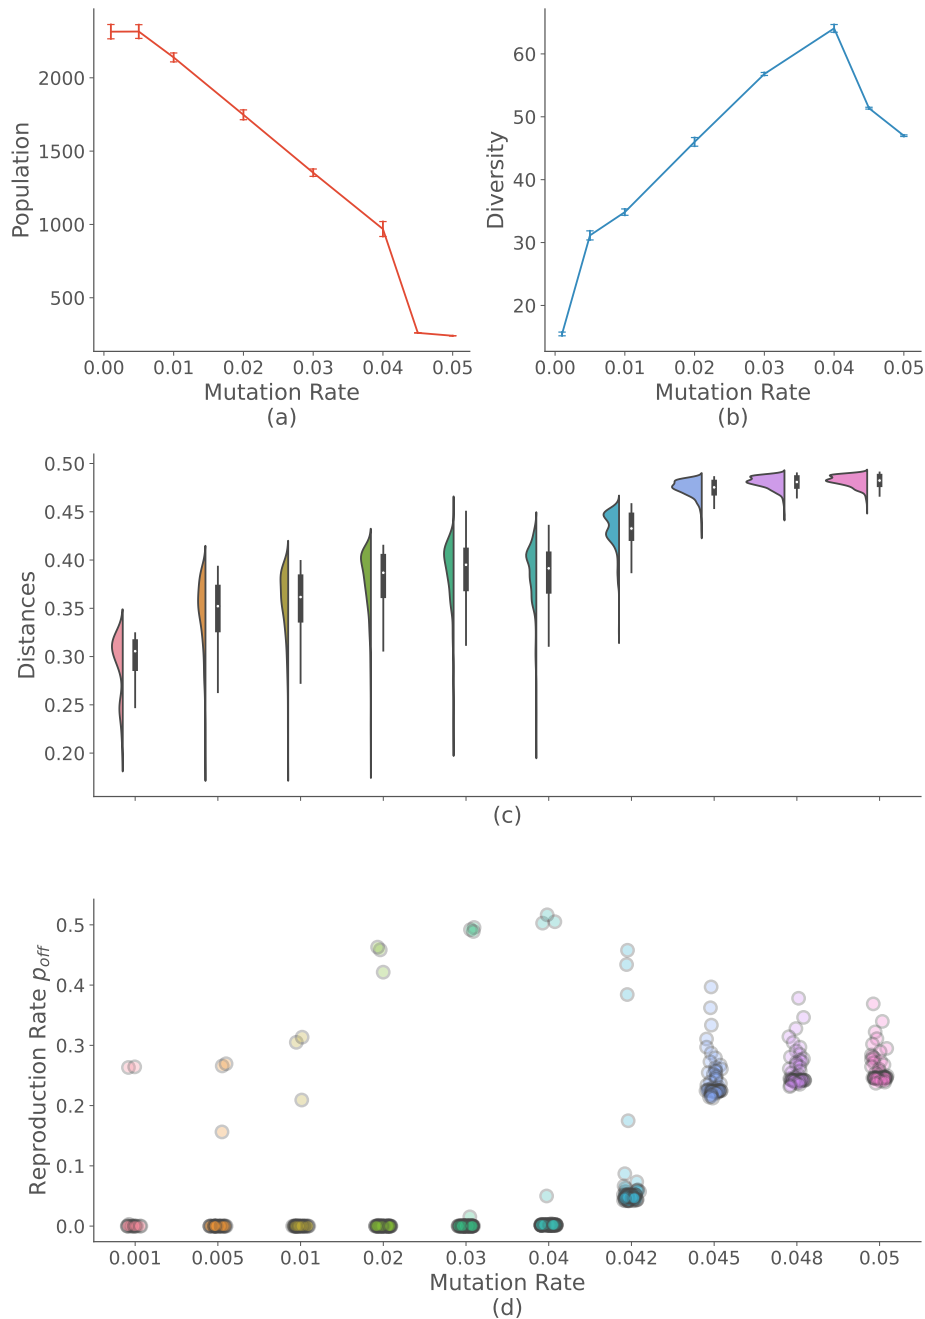 Population
2000
1500
1000
500
0.00 0.01 0.02 0.03 0.04 0.05
Mutation Rate
(a)
Diversity
60
50
40
30
20
0.00 0.01 0.02 0.03 0.04 0.05
Mutation Rate
(b)
Distances
0.50
0.45
0.40
0.35
0.30
0.25
0.20
(c)
Reproduction Rate p_off
0.5
0.4
0.3
0.2
0.1
0.0
0.001 0.005 0.01 0.02 0.03 0.04 0.042 0.045 0.048 0.05
Mutation Rate
(d)